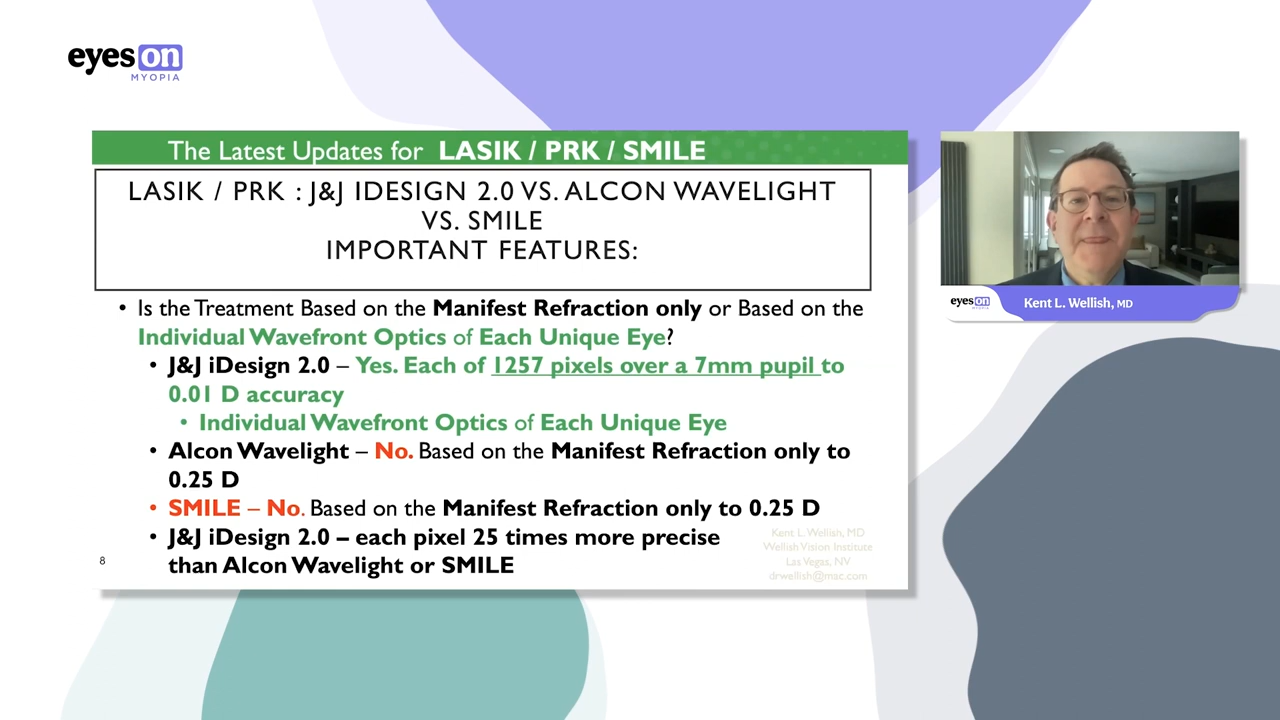 eyes on
MYOPIA
The Latest Updates for LASIK / PRK / SMILE
LASIK / PRK : J&J IDESIGN 2.0 VS. ALCON WAVELIGHT
VS. SMILE
IMPORTANT FEATURES:
• Is the Treatment Based on the Manifest Refraction only or Based on the
Individual Wavefront Optics of Each Unique Eye?
• J&J iDesign 2.0 – Yes. Each of 1257 pixels over a 7mm pupil to
0.01 D accuracy
• Individual Wavefront Optics of Each Unique Eye
• Alcon Wavelight – No. Based on the Manifest Refraction only to
0.25 D
• SMILE – No. Based on the Manifest Refraction only to 0.25 D
• J&J iDesign 2.0 – each pixel 25 times more precise
than Alcon Wavelight or SMILE
Kent L. Wellish, MD
Wellish Vision Institute
Las Vegas, NV
drwellish@mac.com
8
eyes on
Kent L. Wellish, MD